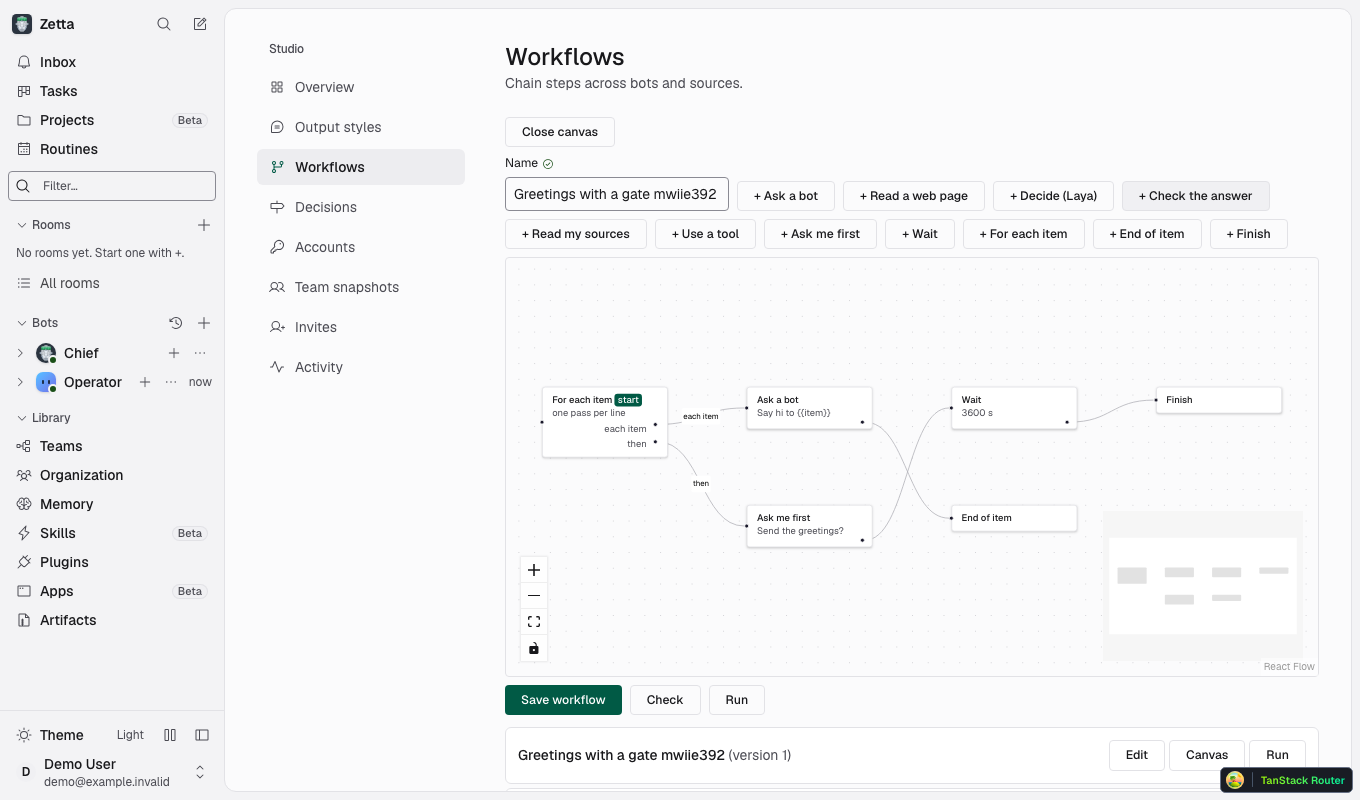 Zetta
Inbox
Tasks
Projects Beta
Routines
Filter...
Rooms
No rooms yet. Start one with +.
All rooms
Bots
Chief
Operator now
Library
Teams
Organization
Memory
Skills Beta
Plugins
Apps Beta
Artifacts
Theme Light
D
Demo User
demo@example.invalid
Studio
Overview
Output styles
Workflows
Decisions
Accounts
Team snapshots
Invites
Activity
Workflows
Chain steps across bots and sources.
Close canvas
Name
Greetings with a gate mwiie392
+ Ask a bot
+ Read a web page
+ Decide (Laya)
+ Check the answer
+ Read my sources
+ Use a tool
+ Ask me first
+ Wait
+ For each item
+ End of item
+ Finish
For each item start
one pass per line
each item
then
each item
then
Ask a bot
Say hi to {{item}}
Ask me first
Send the greetings?
Wait
3600 s
End of item
Finish
React Flow
Save workflow
Check
Run
Greetings with a gate mwiie392 (version 1)
Edit
Canvas
Run
TanStack Router